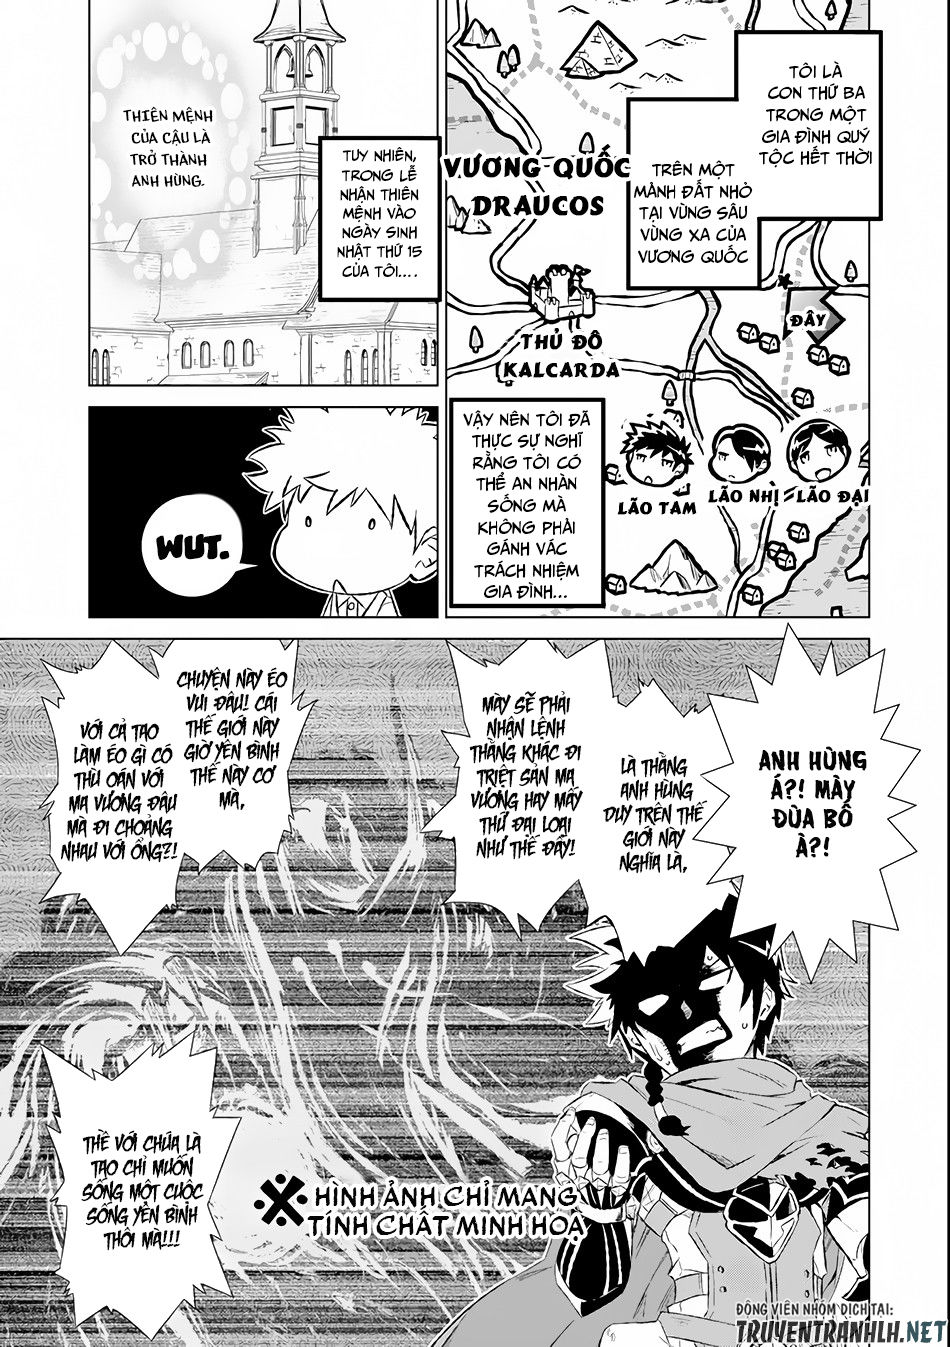 TÔI LÀ
CON THỨ BA
TRONG MỘT
GIA ĐÌNH QUÝ
TỘC HẾT THỜI
TRÊN MỘT
MẢNH ĐẤT NHỎ
TẠI VÙNG SÂU
VÙNG XA CỦA
VƯƠNG QUỐC
VƯƠNG QUỐC
DRAUCOS
ĐÂY
THỦ ĐÔ
KALCARDA
LÃO TAM
LÃO NHỊ
LÃO ĐẠI
VẬY NÊN TÔI ĐÃ
THỰC SỰ NGHĨ
RẰNG TÔI CÓ
THỂ AN NHÀN
SỐNG MÀ
KHÔNG PHẢI
GÁNH VÁC
TRÁCH NHIỆM
GIA ĐÌNH...
TUY NHIÊN,
TRONG LỄ
NHẬN THIÊN
MỆNH VÀO
NGÀY SINH
NHẬT THỨ 15
CỦA TÔI....
THIÊN MỆNH
CỦA CẬU LÀ
TRỞ THÀNH
ANH HÙNG.
WUT.
ANH HÙNG
Á?! MÀY
ĐÙA BỐ
À?!
LÀ THẰNG
ANH HÙNG
DUY TRÊN THẾ
GIỚI NÀY
NGHĨA LÀ,
MÀY SẼ PHẢI
NHẬN LỆNH
THẰNG KHÁC ĐI
TRIỆT SẢN MA
VƯƠNG HAY MẤY
THỨ ĐẠI LOẠI
NHƯ THẾ ĐẤY!
CHUYỆN NÀY ÉO
VUI ĐÂU! CÁI
THẾ GIỚI NÀY
GIỜ YÊN BÌNH
THẾ NÀY CƠ
MÀ,
VỚI CẢ TAO
LÀM ÉO GÌ CÓ
THÙ OÁN VỚI
MA VƯƠNG ĐÂU
MÀ ĐI CHOẢNG
NHAU VỚI ỔNG?!
THỀ VỚI CHÚA LÀ
TAO CHỈ MUỐN
SỐNG MỘT CUỘC
SỐNG YÊN BÌNH
THÔI MÀ!!!
※ HÌNH ẢNH CHỈ MANG
TÍNH CHẤT MINH HOẠ
ĐỘNG VIÊN NHÓM DỊCH TẠI:
TRUYENTRANHLH.NET